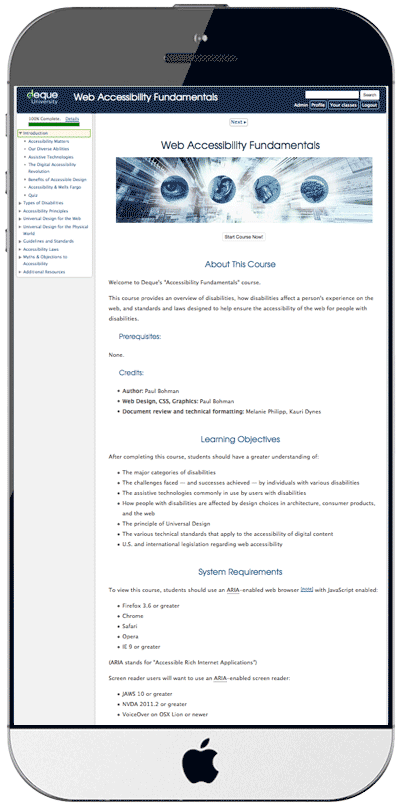 deque
University
Web Accessibility Fundamentals
Search
Admin Profile Your classes Logout
100% Complete. Details
Introduction
Accessibility Matters
Our Diverse Abilities
Assistive Technologies
The Digital Accessibility
Revolution
Benefits of Accessible Design
Accessibility & Wells Fargo
Quiz
Types of Disabilities
Accessibility Principles
Universal Design for the Web
Universal Design for the Physical
World
Guidelines and Standards
Accessibility Laws
Myths & Objections to
Accessibility
Additional Resources
Next
Web Accessibility Fundamentals
Start Course Now!
About This Course
Welcome to Deque's "Accessibility Fundamentals" course.
This course provides an overview of disabilities, how disabilities affect a person's experience on the
web, and standards and laws designed to help ensure the accessibility of the web for people with
disabilities.
Prerequisites:
None.
Credits:
• Author: Paul Bohman
• Web Design, CSS, Graphics: Paul Bohman
• Document review and technical formatting: Melanie Philipp, Kauri Dynes
Learning Objectives
After completing this course, students should have a greater understanding of:
• The major categories of disabilities
• The challenges faced — and successes achieved — by individuals with various disabilities
• The assistive technologies commonly in use by users with disabilities
• How people with disabilities are affected by design choices in architecture, consumer products,
and the web
• The principle of Universal Design
• The various technical standards that apply to the accessibility of digital content
• U.S. and international legislation regarding web accessibility
System Requirements
To view this course, students should use an ARIA-enabled web browser with JavaScript enabled:
• Firefox 3.6 or greater
• Chrome
• Safari
• Opera
• IE 9 or greater
(ARIA stands for "Accessible Rich Internet Applications")
Screen reader users will want to use an ARIA-enabled screen reader:
• JAWS 10 or greater
• NVDA 2011.2 or greater
• VoiceOver on OSX Lion or newer